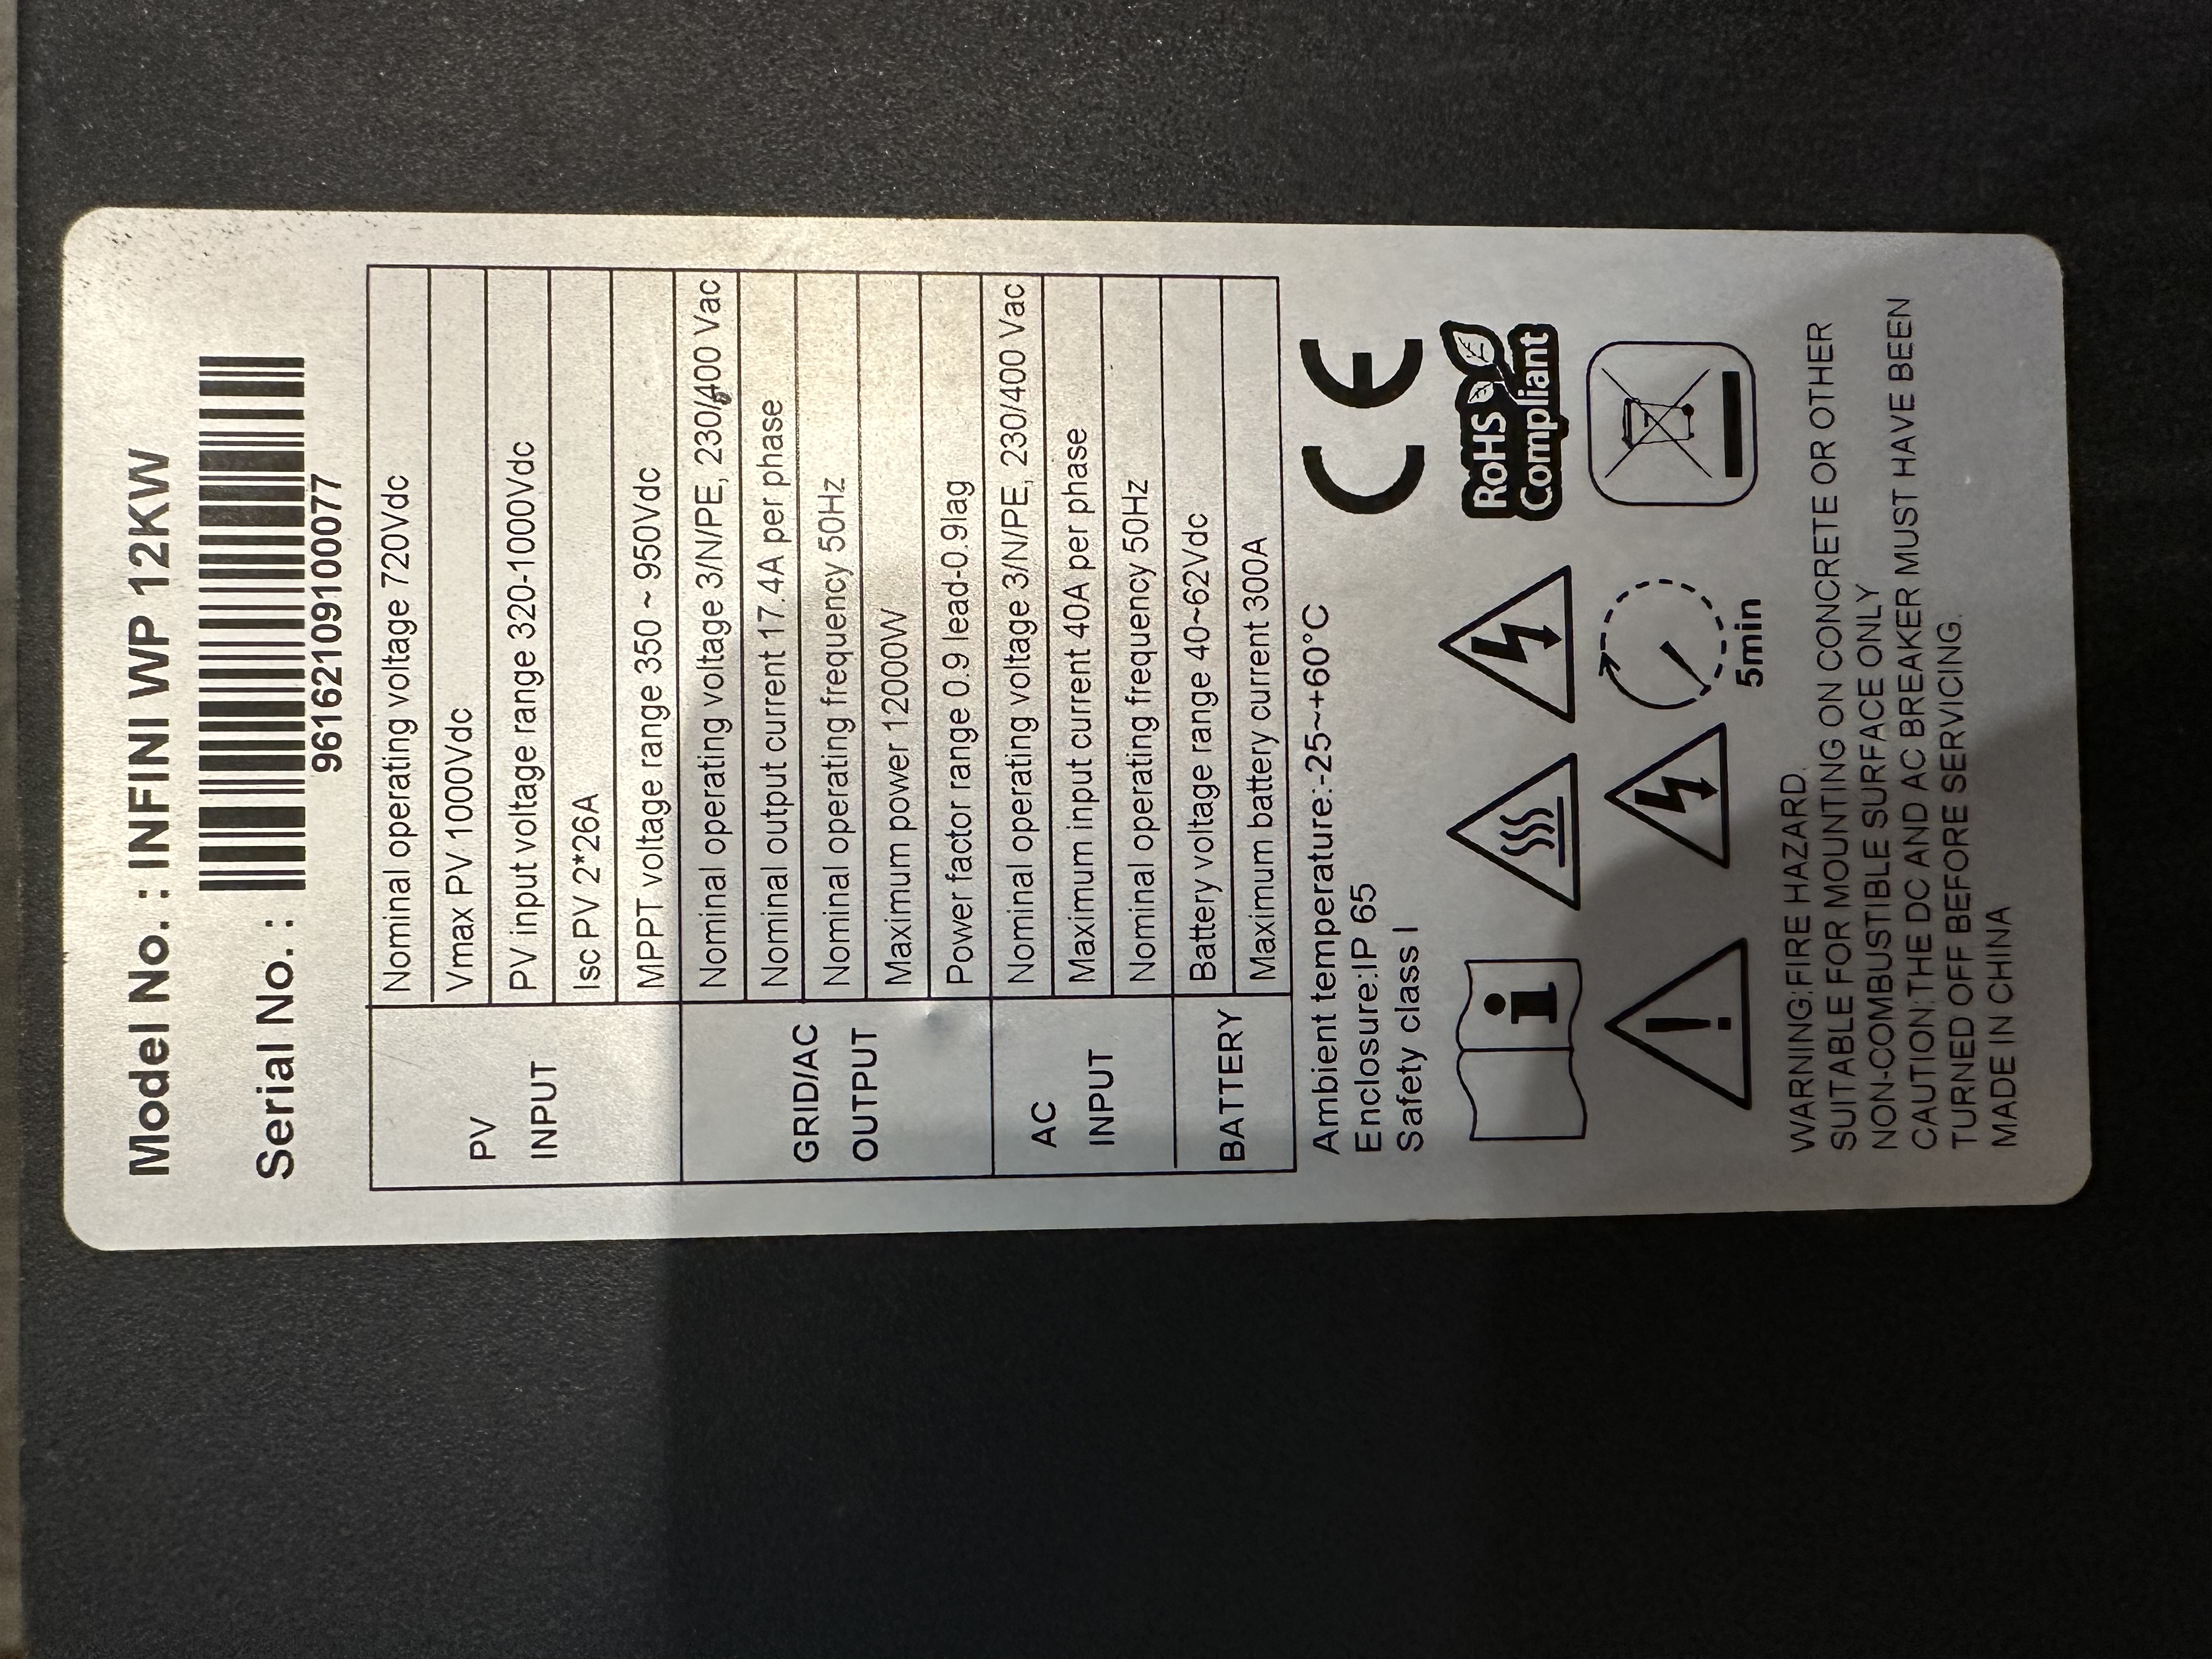 Model No. : INFINI WP 12KW
Serial No. :
96162109100077
PV
INPUT
Nominal operating voltage 720Vdc
Vmax PV 1000Vdc
PV input voltage range 320-1000Vdc
Isc PV 2*26A
MPPT voltage range 350 ~ 950Vdc
GRID/AC
OUTPUT
Nominal operating voltage 3/N/PE, 230/400 Vac
Nominal output current 17.4A per phase
Nominal operating frequency 50Hz
Maximum power 12000W
Power factor range 0.9 lead-0.9lag
AC
INPUT
Nominal operating voltage 3/N/PE, 230/400 Vac
Maximum input current 40A per phase
Nominal operating frequency 50Hz
BATTERY
Battery voltage range 40~62Vdc
Maximum battery current 300A
Ambient temperature:-25~+60°C
Enclosure:IP 65
Safety class I
CE
RoHS
Compliant
i
!
5min
WARNING:FIRE HAZARD.
SUITABLE FOR MOUNTING ON CONCRETE OR OTHER
NON-COMBUSTIBLE SURFACE ONLY
CAUTION:THE DC AND AC BREAKER MUST HAVE BEEN
TURNED OFF BEFORE SERVICING.
MADE IN CHINA